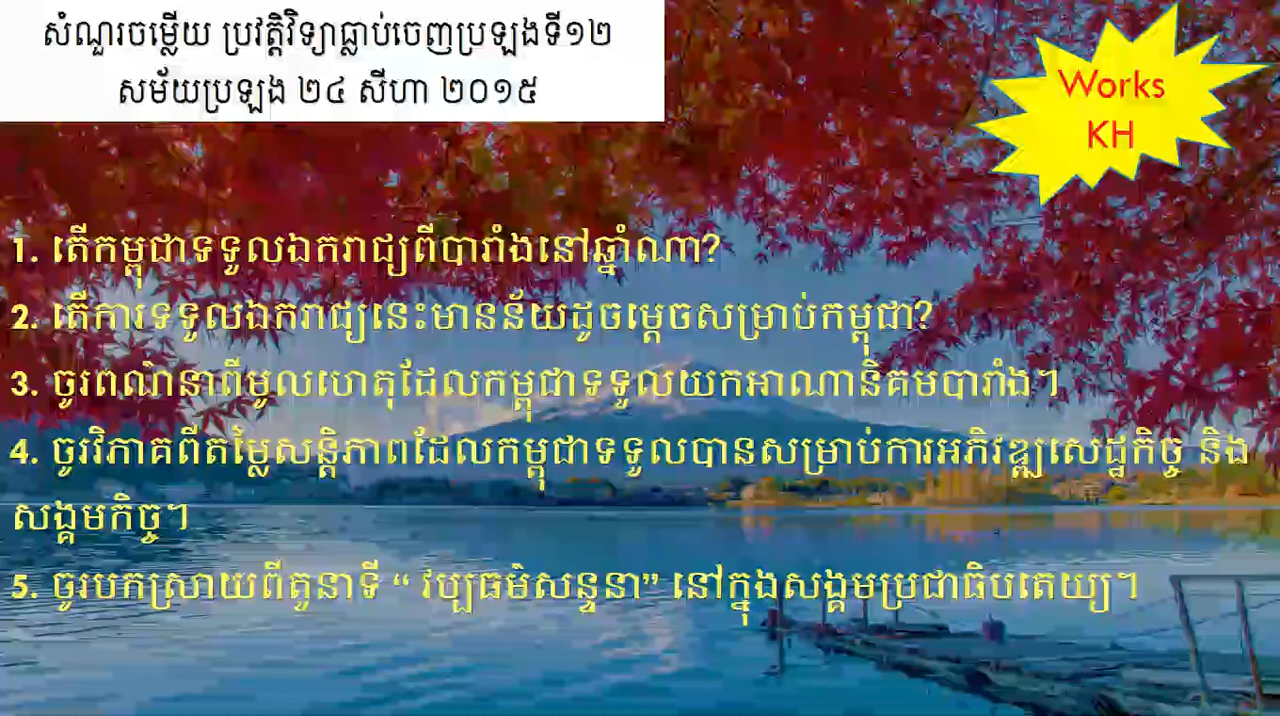 សំណួរចម្លើយ ប្រវត្តិវិទ្យាធ្លាប់ចេញប្រឡងទី១២
សម័យប្រឡង ២៤ សីហា ២០១៥
Works
KH
1. តើកម្ពុជាទទួលឯករាជ្យពីបារាំងនៅឆ្នាំណា?
2. តើការទទួលឯករាជ្យនេះមានន័យដូចម្តេចសម្រាប់កម្ពុជា?
3. ចូរពណ៌នាពីមូលហេតុដែលកម្ពុជាទទួលយកអាណានិគមបារាំង។
4. ចូរវិភាគពីតម្លៃសន្តិភាពដែលកម្ពុជាទទួលបានសម្រាប់ការអភិវឌ្ឍសេដ្ឋកិច្ច និង
សង្គមកិច្ច។
5. ចូរបកស្រាយពីតួនាទី “ វប្បធម៌សន្ទនា” នៅក្នុងសង្គមប្រជាធិបតេយ្យ។